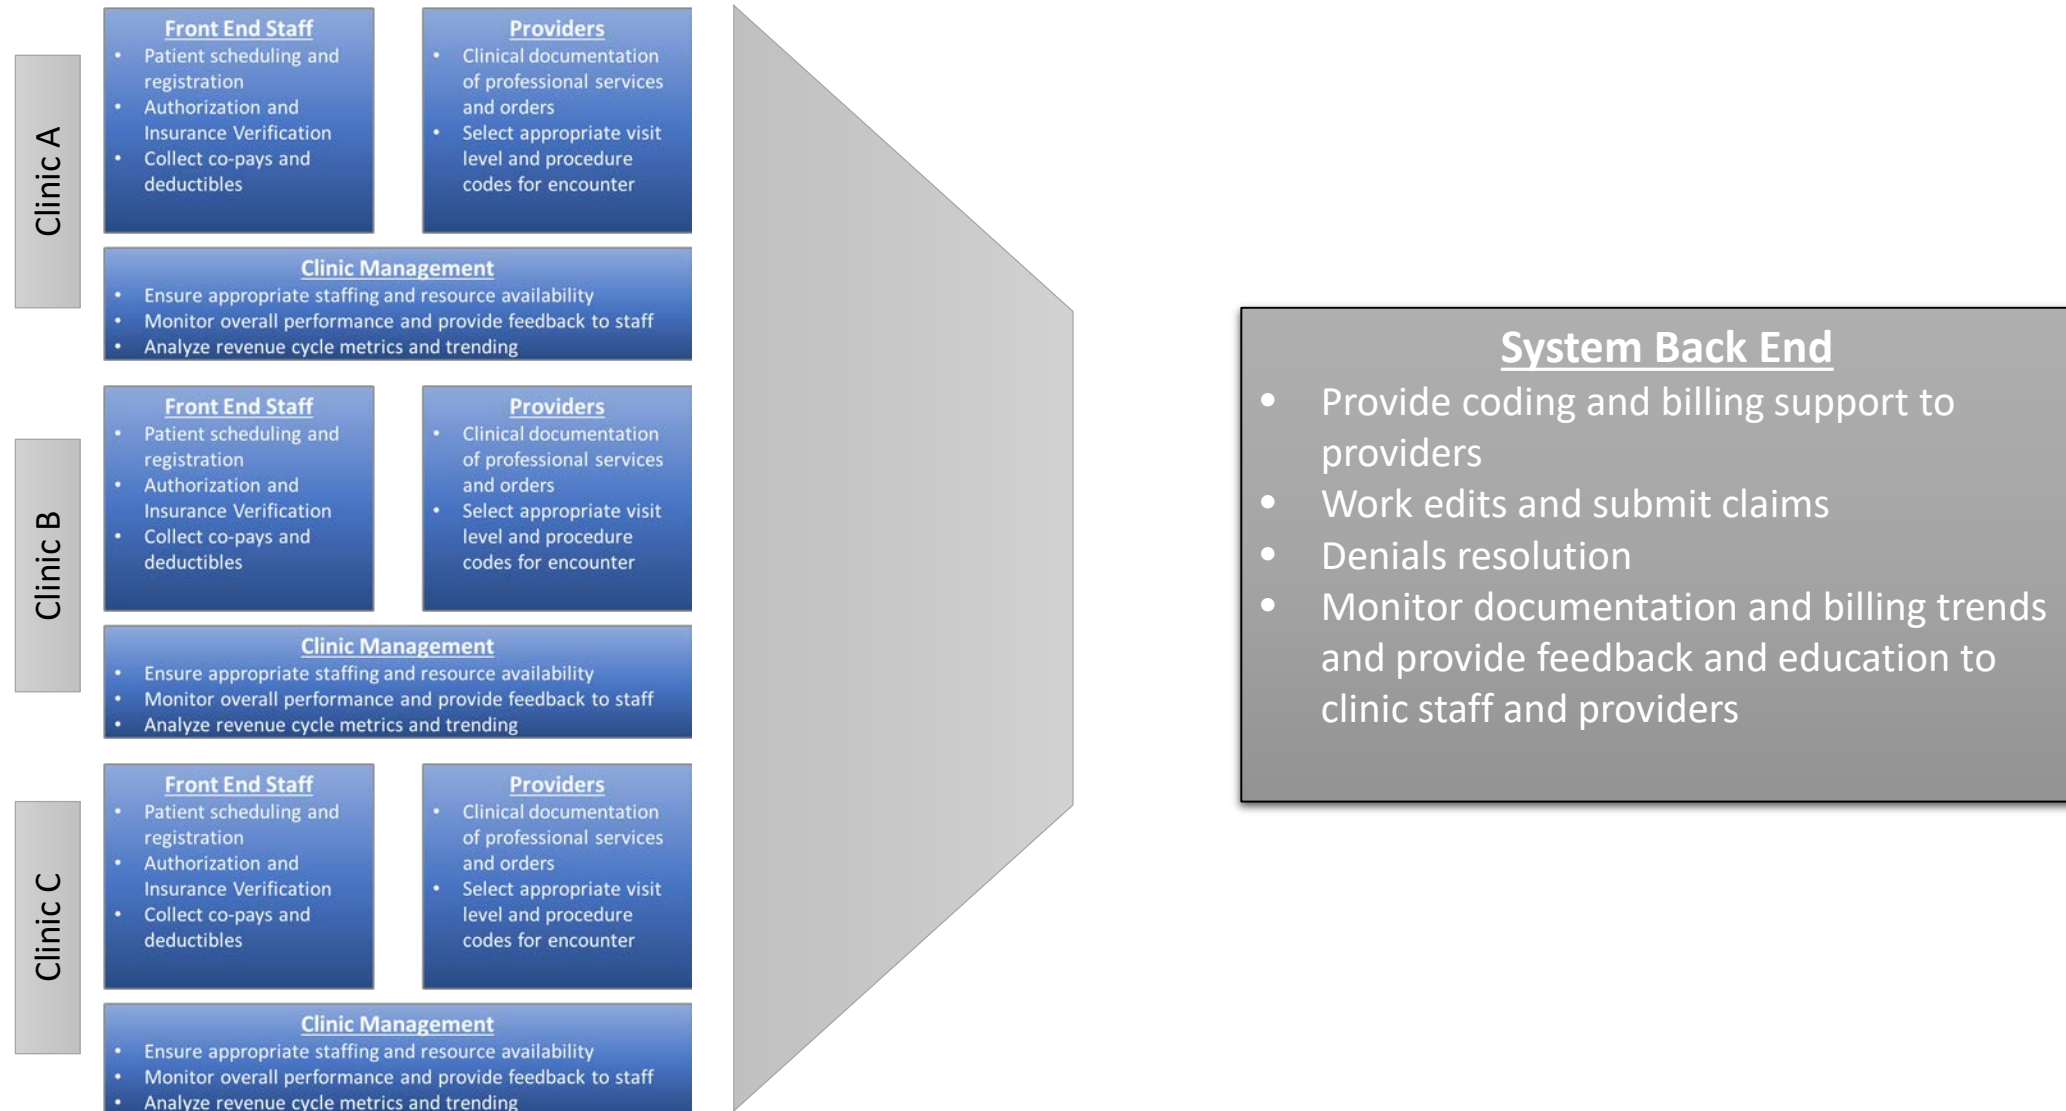 Clinic A
Front End Staff
• Patient scheduling and
registration
• Authorization and
Insurance Verification
• Collect co-pays and
deductibles
Providers
• Clinical documentation
of professional services
and orders
• Select appropriate visit
level and procedure
codes for encounter
Clinic Management
• Ensure appropriate staffing and resource availability
• Monitor overall performance and provide feedback to staff
• Analyze revenue cycle metrics and trending
Clinic B
Front End Staff
• Patient scheduling and
registration
• Authorization and
Insurance Verification
• Collect co-pays and
deductibles
Providers
• Clinical documentation
of professional services
and orders
• Select appropriate visit
level and procedure
codes for encounter
Clinic Management
• Ensure appropriate staffing and resource availability
• Monitor overall performance and provide feedback to staff
• Analyze revenue cycle metrics and trending
Clinic C
Front End Staff
• Patient scheduling and
registration
• Authorization and
Insurance Verification
• Collect co-pays and
deductibles
Providers
• Clinical documentation
of professional services
and orders
• Select appropriate visit
level and procedure
codes for encounter
Clinic Management
• Ensure appropriate staffing and resource availability
• Monitor overall performance and provide feedback to staff
• Analyze revenue cycle metrics and trending
System Back End
• Provide coding and billing support to
providers
• Work edits and submit claims
• Denials resolution
• Monitor documentation and billing trends
and provide feedback and education to
clinic staff and providers